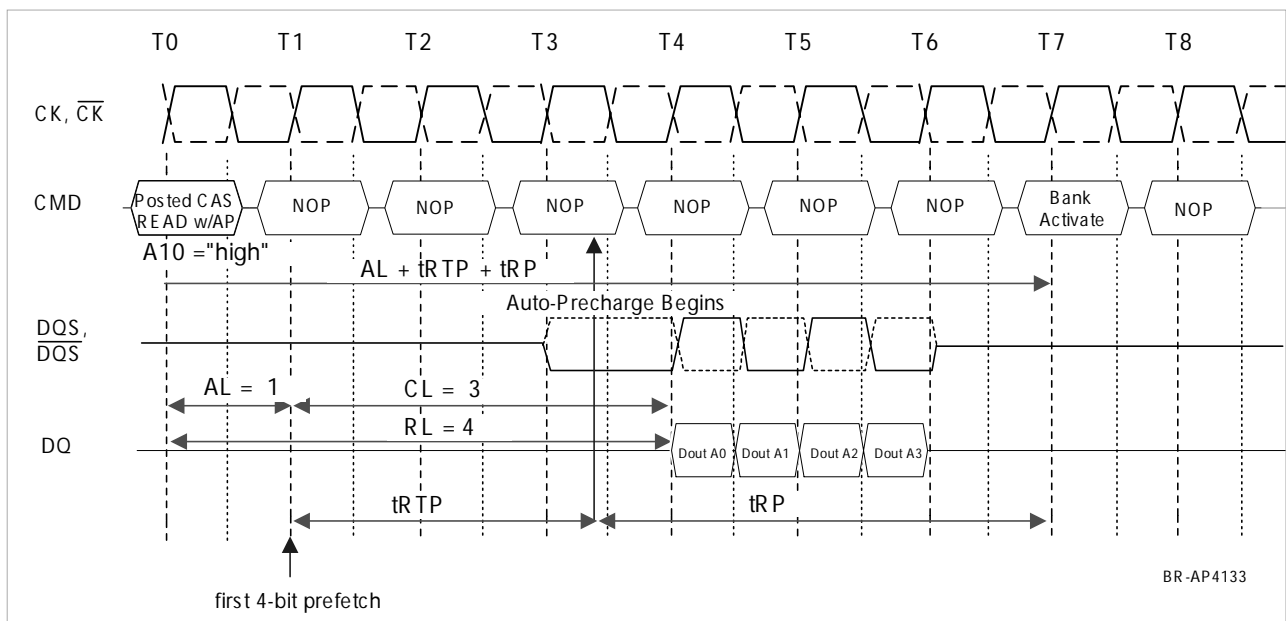 T0 T1 T2 T3 T4 T5 T6 T7 T8
CK, CK
CMD
Posted CAS
READ w/AP
NOP
NOP
NOP
NOP
NOP
NOP
Bank
Activate
NOP
A10 ="high"
AL + tRTP + tRP
Auto-Precharge Begins
DQS,
DQS
AL = 1
CL = 3
RL = 4
DQ
Dout A0
Dout A1
Dout A2
Dout A3
tRTP
tRP
first 4-bit prefetch
BR-AP4133